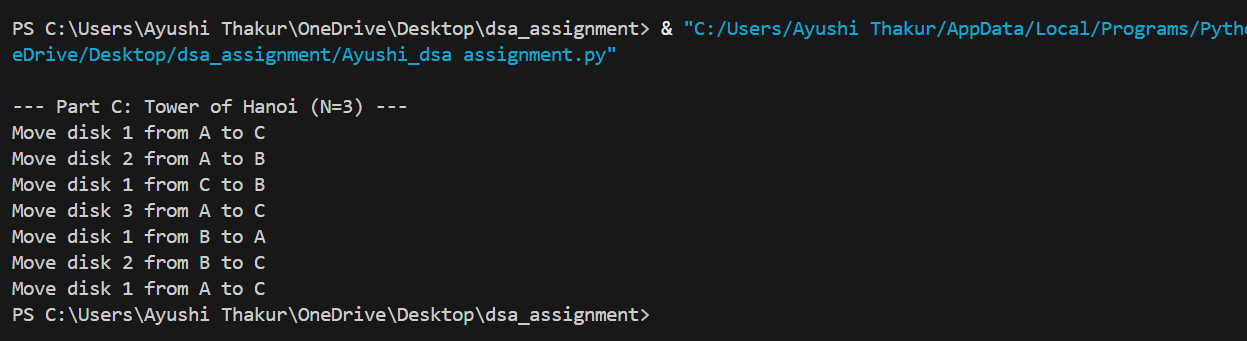 PS C:\Users\Ayushi Thakur\OneDrive\Desktop\dsa_assignment> & "C:/Users/Ayushi Thakur/AppData/Local/Programs/Pytho
eDrive/Desktop/dsa_assignment/Ayushi_dsa assignment.py"
--- Part C: Tower of Hanoi (N=3) ---
Move disk 1 from A to C
Move disk 2 from A to B
Move disk 1 from C to B
Move disk 3 from A to C
Move disk 1 from B to A
Move disk 2 from B to C
Move disk 1 from A to C
PS C:\Users\Ayushi Thakur\OneDrive\Desktop\dsa_assignment>